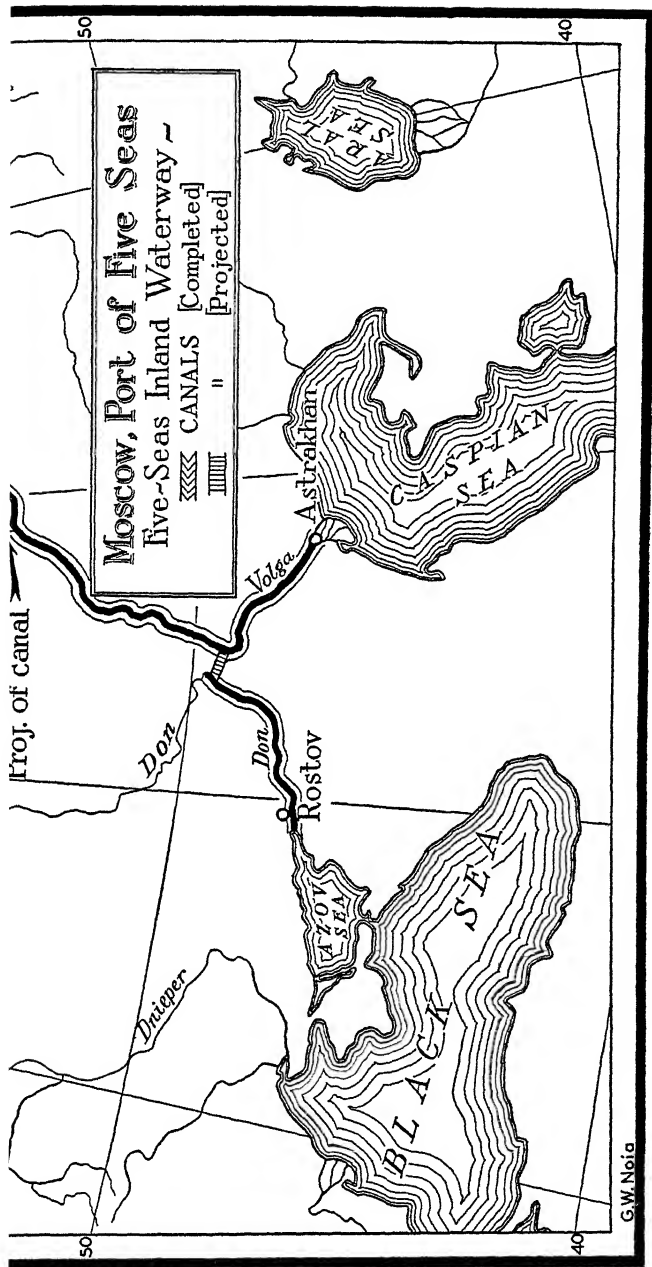 50
40
Moscow, Port of Five Seas
Five-Seas Inland Waterway ~
CANALS [Completed]
" [Projected]
Proj. of canal
ARAL
SEA
Astrakhan
CASPIAN
SEA
Volga
Don
Don
Rostov
AZOV
SEA
BLACK SEA
Dnieper
50
40
G.W. Noia